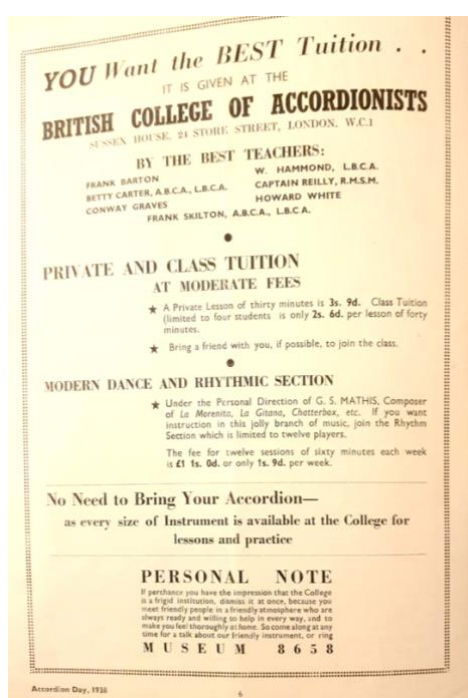 YOU Want the BEST Tuition . .
IT IS GIVEN AT THE
BRITISH COLLEGE OF ACCORDIONISTS
SUSSEX HOUSE, 24 STORE STREET, LONDON, W.C.1
BY THE BEST TEACHERS:
FRANK BARTON
W. HAMMOND, L.B.C.A.
BETTY CARTER, A.B.C.A., L.B.C.A.
CAPTAIN REILLY, R.M.S.M.
CONWAY GRAVES
HOWARD WHITE
FRANK SKILTON, A.B.C.A., L.B.C.A.
PRIVATE AND CLASS TUITION
AT MODERATE FEES
★ A Private Lesson of thirty minutes is 3s. 9d. Class Tuition
(limited to four students is only 2s. 6d. per lesson of forty
minutes.
★ Bring a friend with you, if possible, to join the class.
MODERN DANCE AND RHYTHMIC SECTION
★ Under the Personal Direction of G. S. MATHIS, Composer
of La Morenita, La Gitana, Chatterbox, etc. If you want
instruction in this jolly branch of music, join the Rhythm
Section which is limited to twelve players.
The fee for twelve sessions of sixty minutes each week
is £1 1s. 0d. or only 1s. 9d. per week.
No Need to Bring Your Accordion—
as every size of Instrument is available at the College for
lessons and practice
PERSONAL NOTE
If perchance you have the impression that the College
is a frigid institution, dismiss it at once, because you
meet friendly people in a friendly atmosphere who are
always ready and willing to help in every way, and to
make you feel thoroughly at home. So come along at any
time for a talk about our friendly instrument, or ring
MUSEUM 8658
Accordion Day, 1938
6